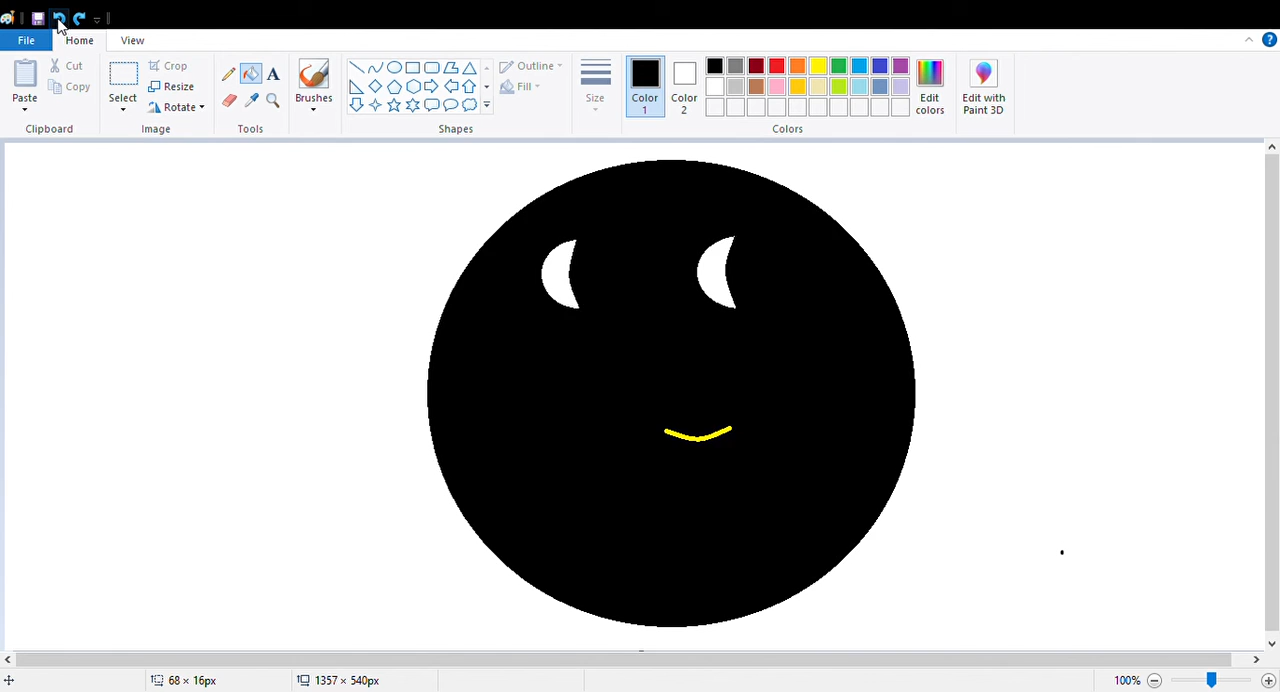 File Home View
Paste Cut Copy
Clipboard
Select Crop Resize Rotate
Image
Tools
Brushes
Outline Fill
Shapes
Size
Color 1
Color 2
Edit colors
Colors
Edit with Paint 3D
68 × 16px
1357 × 540px
100%